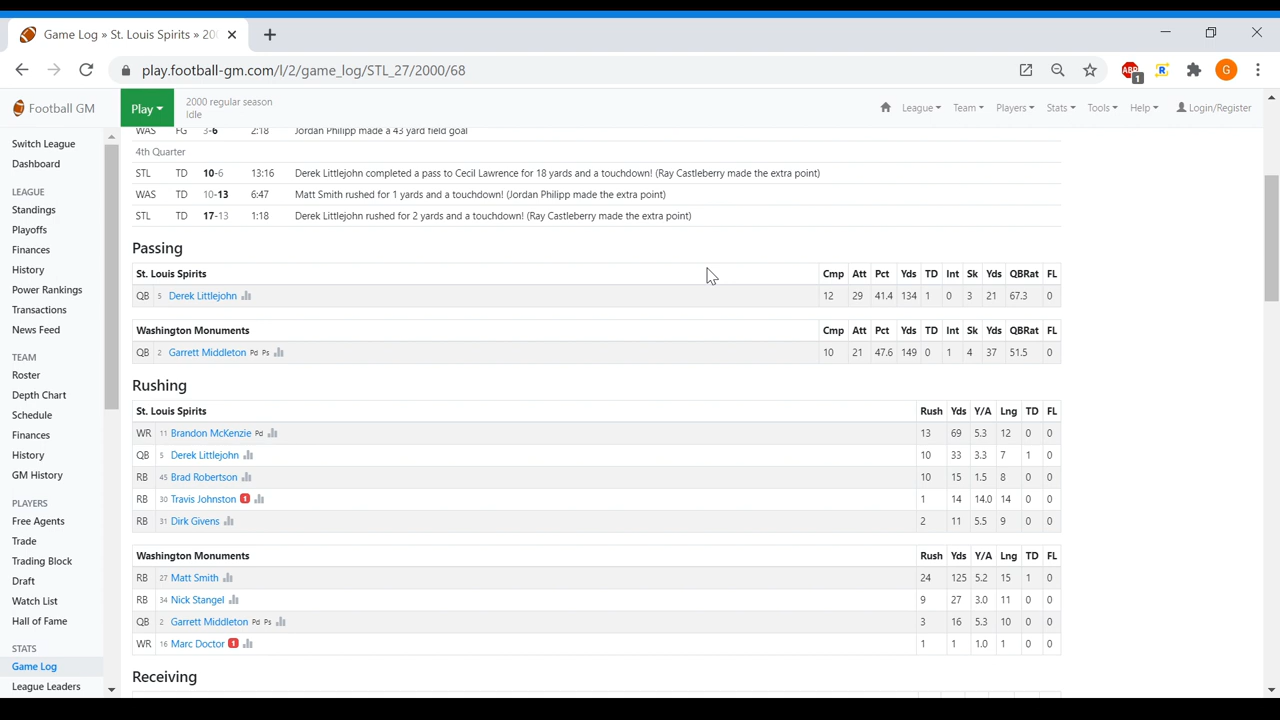 Game Log » St. Louis Spirits » 20
play.football-gm.com/l/2/game_log/STL_27/2000/68
ABP
1
R
G
Football GM
Play
2000 regular season
Idle
League
Team
Players
Stats
Tools
Help
Login/Register
Switch League
Dashboard
LEAGUE
Standings
Playoffs
Finances
History
Power Rankings
Transactions
News Feed
TEAM
Roster
Depth Chart
Schedule
Finances
History
GM History
PLAYERS
Free Agents
Trade
Trading Block
Draft
Watch List
Hall of Fame
STATS
Game Log
League Leaders
WAS FG 3-6 2:18 Jordan Philipp made a 43 yard field goal
4th Quarter
STL TD 10-6 13:16 Derek Littlejohn completed a pass to Cecil Lawrence for 18 yards and a touchdown! (Ray Castleberry made the extra point)
WAS TD 10-13 6:47 Matt Smith rushed for 1 yards and a touchdown! (Jordan Philipp made the extra point)
STL TD 17-13 1:18 Derek Littlejohn rushed for 2 yards and a touchdown! (Ray Castleberry made the extra point)
Passing
St. Louis Spirits Cmp Att Pct Yds TD Int Sk Yds QBRat FL
QB 5 Derek Littlejohn 12 29 41.4 134 1 0 3 21 67.3 0
Washington Monuments Cmp Att Pct Yds TD Int Sk Yds QBRat FL
QB 2 Garrett Middleton Pd Ps 10 21 47.6 149 0 1 4 37 51.5 0
Rushing
St. Louis Spirits Rush Yds Y/A Lng TD FL
WR 11 Brandon McKenzie Pd 13 69 5.3 12 0 0
QB 5 Derek Littlejohn 10 33 3.3 7 1 0
RB 45 Brad Robertson 10 15 1.5 8 0 0
RB 30 Travis Johnston 1 1 14 14.0 14 0 0
RB 31 Dirk Givens 2 11 5.5 9 0 0
Washington Monuments Rush Yds Y/A Lng TD FL
RB 27 Matt Smith 24 125 5.2 15 1 0
RB 34 Nick Stangel 9 27 3.0 11 0 0
QB 2 Garrett Middleton Pd Ps 3 16 5.3 10 0 0
WR 16 Marc Doctor 1 1 1 1.0 1 0 0
Receiving